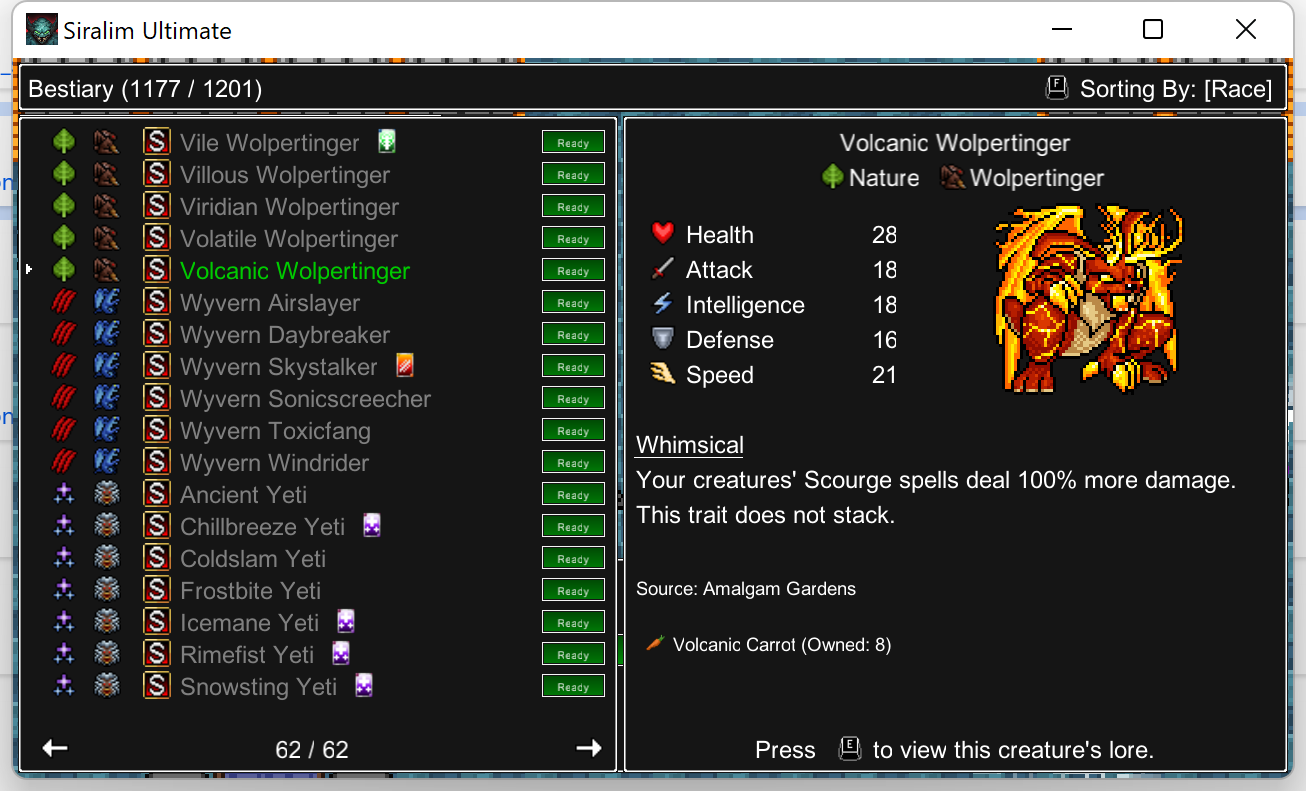 Siralim Ultimate
Bestiary (1177 / 1201)
F Sorting By: [Race]
S Vile Wolpertinger Ready
S Villous Wolpertinger Ready
S Viridian Wolpertinger Ready
S Volatile Wolpertinger Ready
S Volcanic Wolpertinger Ready
S Wyvern Airslayer Ready
S Wyvern Daybreaker Ready
S Wyvern Skystalker Ready
S Wyvern Sonicscreecher Ready
S Wyvern Toxicfang Ready
S Wyvern Windrider Ready
S Ancient Yeti Ready
S Chillbreeze Yeti Ready
S Coldslam Yeti Ready
S Frostbite Yeti Ready
S Icemane Yeti Ready
S Rimefist Yeti Ready
S Snowsting Yeti Ready
62 / 62
Volcanic Wolpertinger
Nature Wolpertinger
Health 28
Attack 18
Intelligence 18
Defense 16
Speed 21
Whimsical
Your creatures' Scourge spells deal 100% more damage.
This trait does not stack.
Source: Amalgam Gardens
Volcanic Carrot (Owned: 8)
Press E to view this creature's lore.